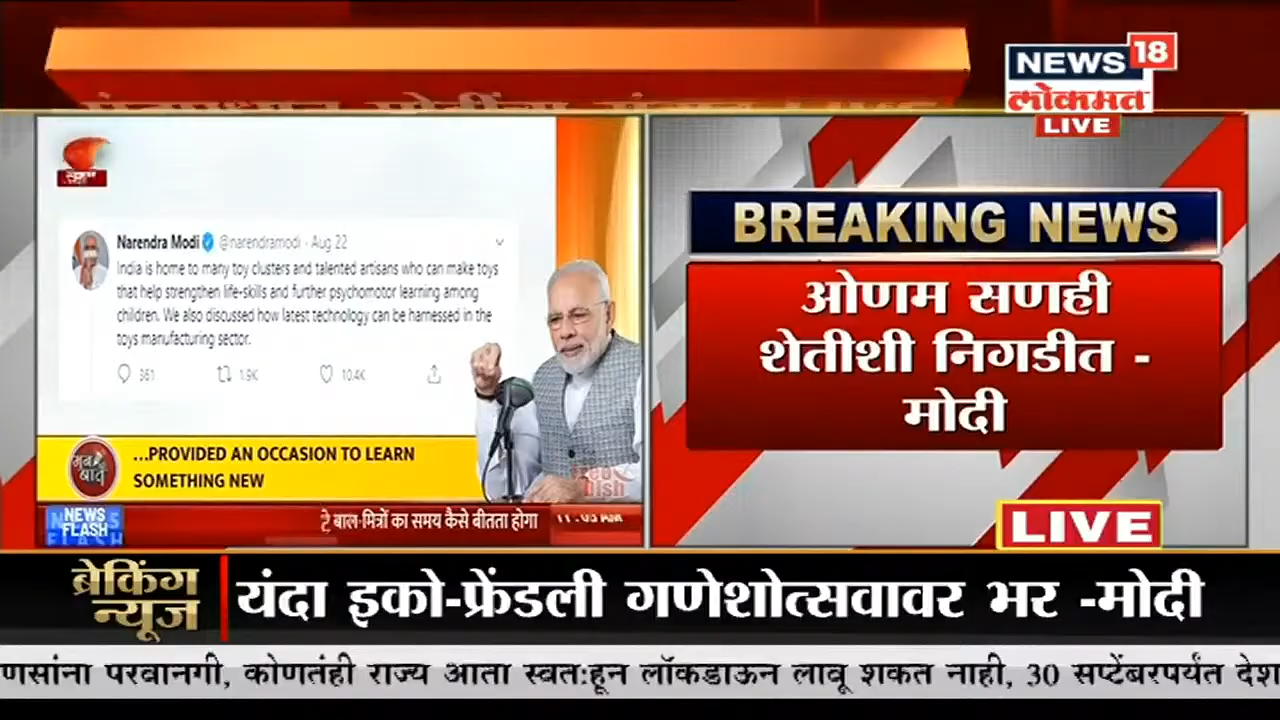 NEWS 18
लोकमत
LIVE
Narendra Modi @narendramodi · Aug 22
India is home to many toy clusters and talented artisans who can make toys
that help strengthen life-skills and further psychomotor learning among
children. We also discussed how latest technology can be harnessed in the
toys manufacturing sector.
361 1.9K 10.4K
BREAKING NEWS
ओणम सणही
शेतीशी निगडीत -
मोदी
मन की बात
...PROVIDED AN OCCASION TO LEARN
SOMETHING NEW
NEWS
FLASH
बाल-मित्रों का समय कैसे बीतता होगा
11:03 AM
LIVE
ब्रेकिंग
न्यूज
यंदा इको-फ्रेंडली गणेशोत्सवावर भर -मोदी
परवानगी, कोणतंही राज्य आता स्वत:हून लॉकडाऊन लावू शकत नाही, 30 सप्टेंबरपर्यंत